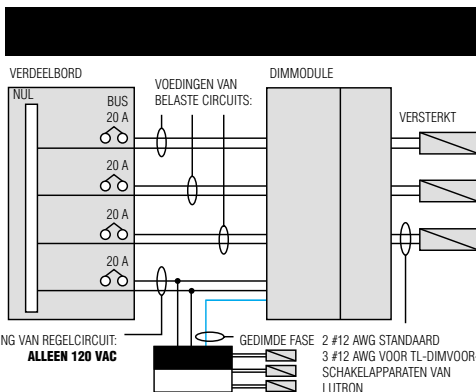 VERDEELBORD
VOEDINGEN VAN
BELASTE CIRCUITS:
DIMMODULE
NUL
BUS
20 A
VERSTERKT
20 A
20 A
20 A
NG VAN REGELCIRCUIT:
ALLEEN 120 VAC
GEDIMDE FASE
2 #12 AWG STANDAARD
3 #12 AWG VOOR TL-DIMVOOR
SCHAKELAPPARATEN VAN
LUTRON